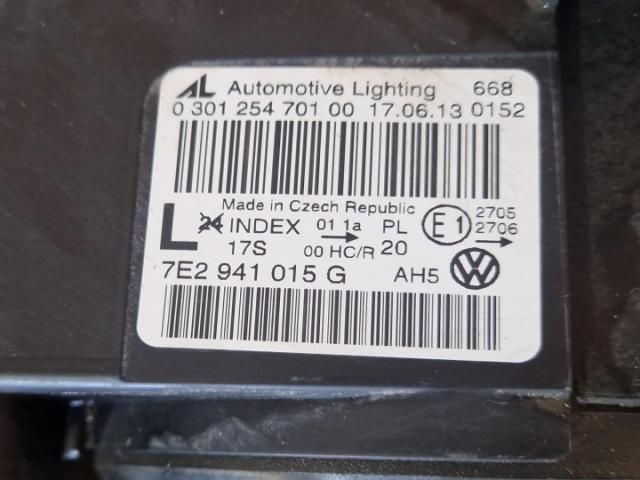 AL Automotive Lighting 668
0 301 254 701 00 17.06.13 0152
Made in Czech Republic
L 24 INDEX 01 1a PL E1 2705
17S 00 HC/R 20 2706
7E2 941 015 G AH5 VW